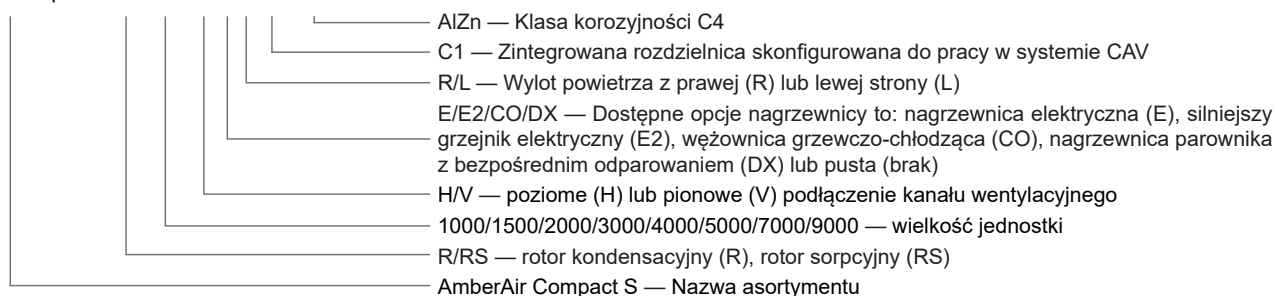 AlZn — Klasa korozyjności C4
C1 — Zintegrowana rozdzielnica skonfigurowana do pracy w systemie CAV
R/L — Wylot powietrza z prawej (R) lub lewej strony (L)
E/E2/CO/DX — Dostępne opcje nagrzewnicy to: nagrzewnica elektryczna (E), silniejszy
grzejnik elektryczny (E2), wężownica grzewczo-chłodząca (CO), nagrzewnica parownika
z bezpośrednim odparowaniem (DX) lub pusta (brak)
H/V — poziome (H) lub pionowe (V) podłączenie kanału wentylacyjnego
1000/1500/2000/3000/4000/5000/7000/9000 — wielkość jednostki
R/RS — rotor kondensacyjny (R), rotor sorpcyjny (RS)
AmberAir Compact S — Nazwa asortymentu